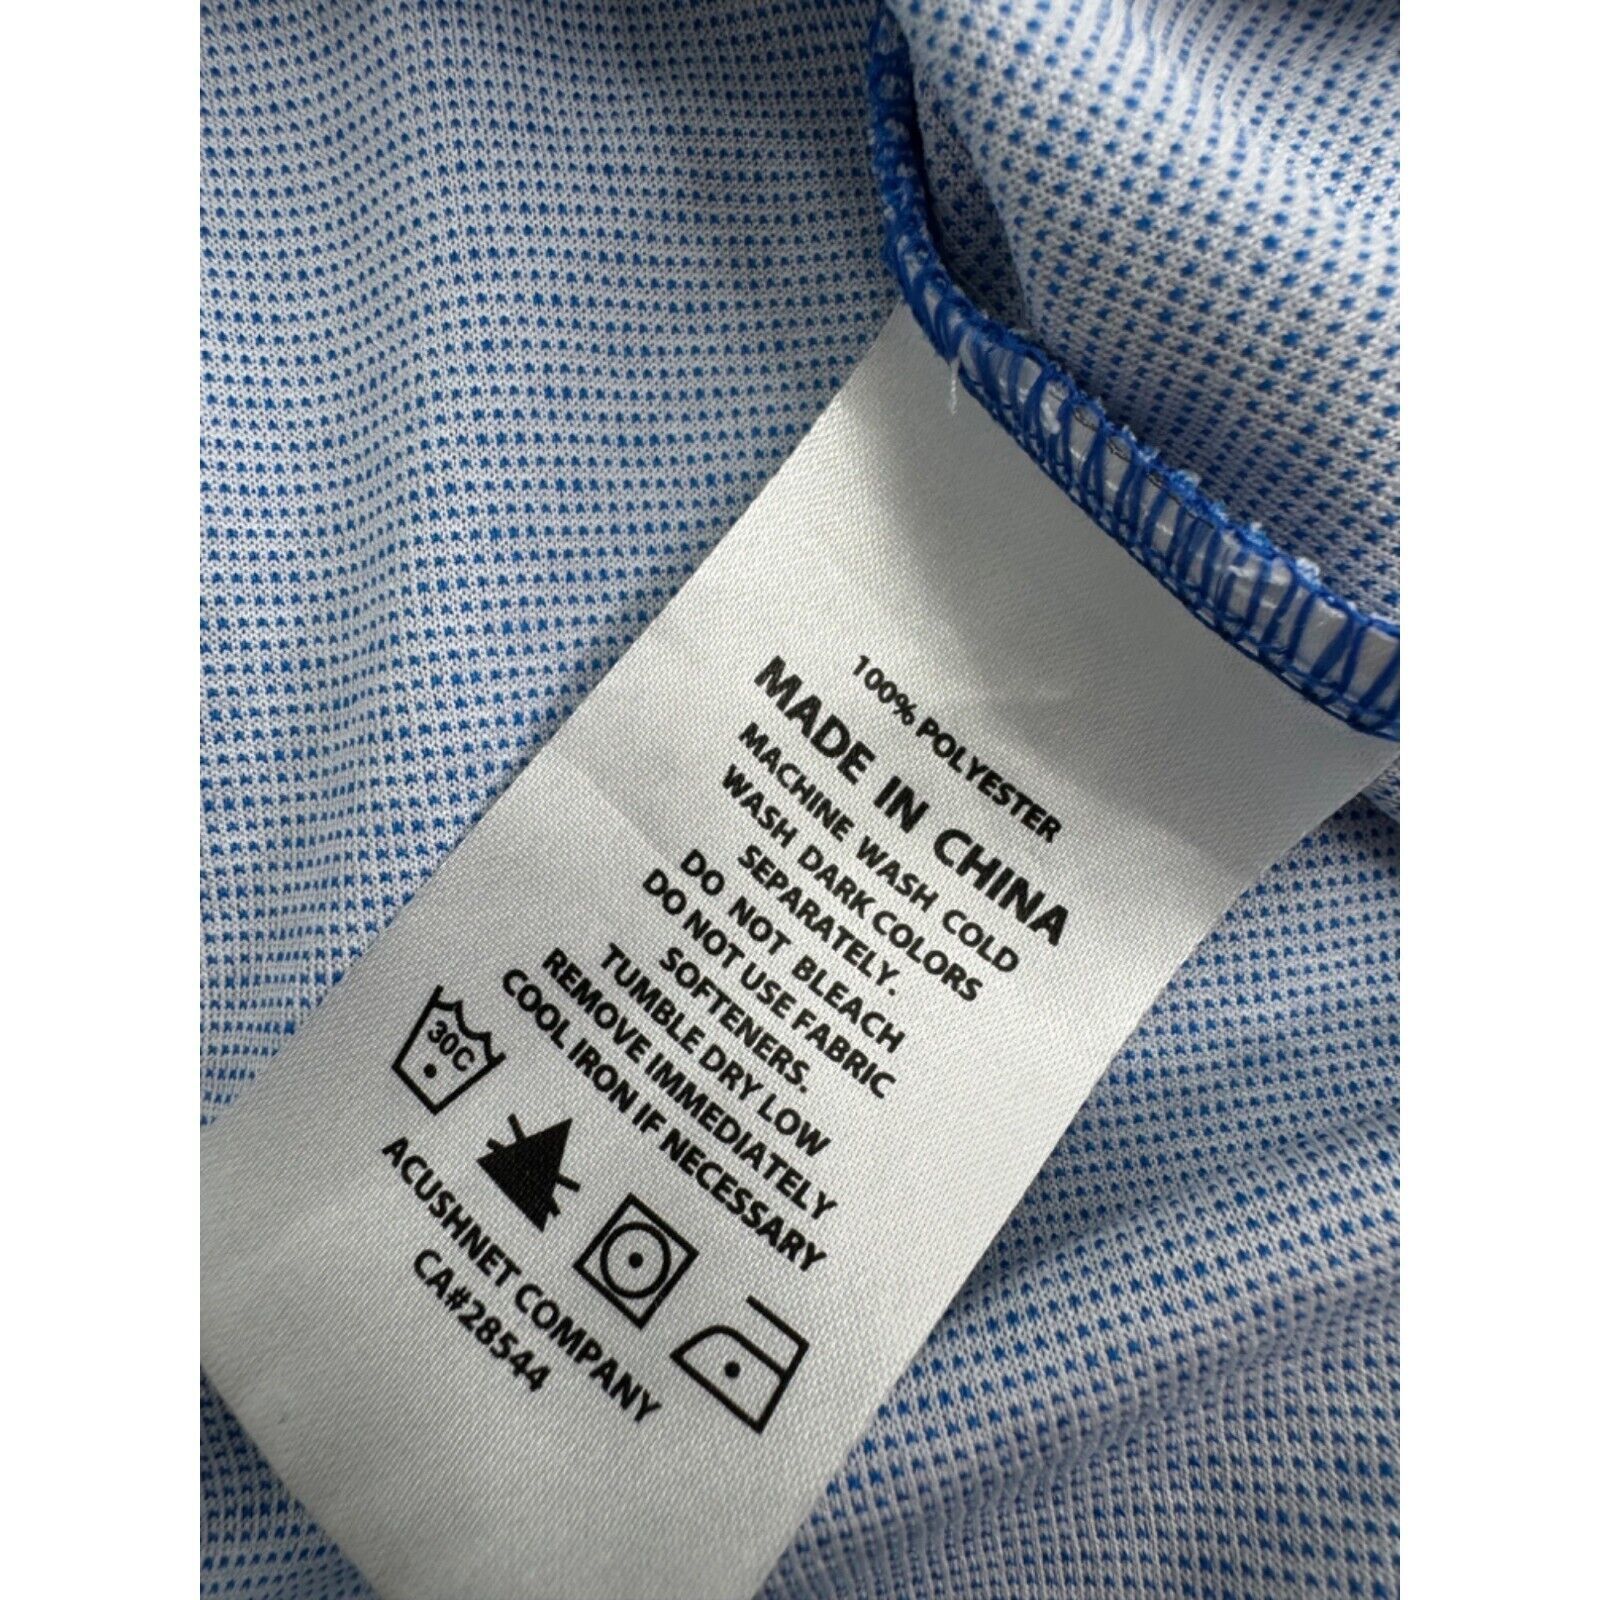 100% POLYESTER
MADE IN CHINA
MACHINE WASH COLD
WASH DARK COLORS
SEPARATELY.
DO NOT BLEACH
DO NOT USE FABRIC
SOFTENERS.
TUMBLE DRY LOW
REMOVE IMMEDIATELY
COOL IRON IF NECESSARY
30C
ACUSHNET COMPANY
CA#28544